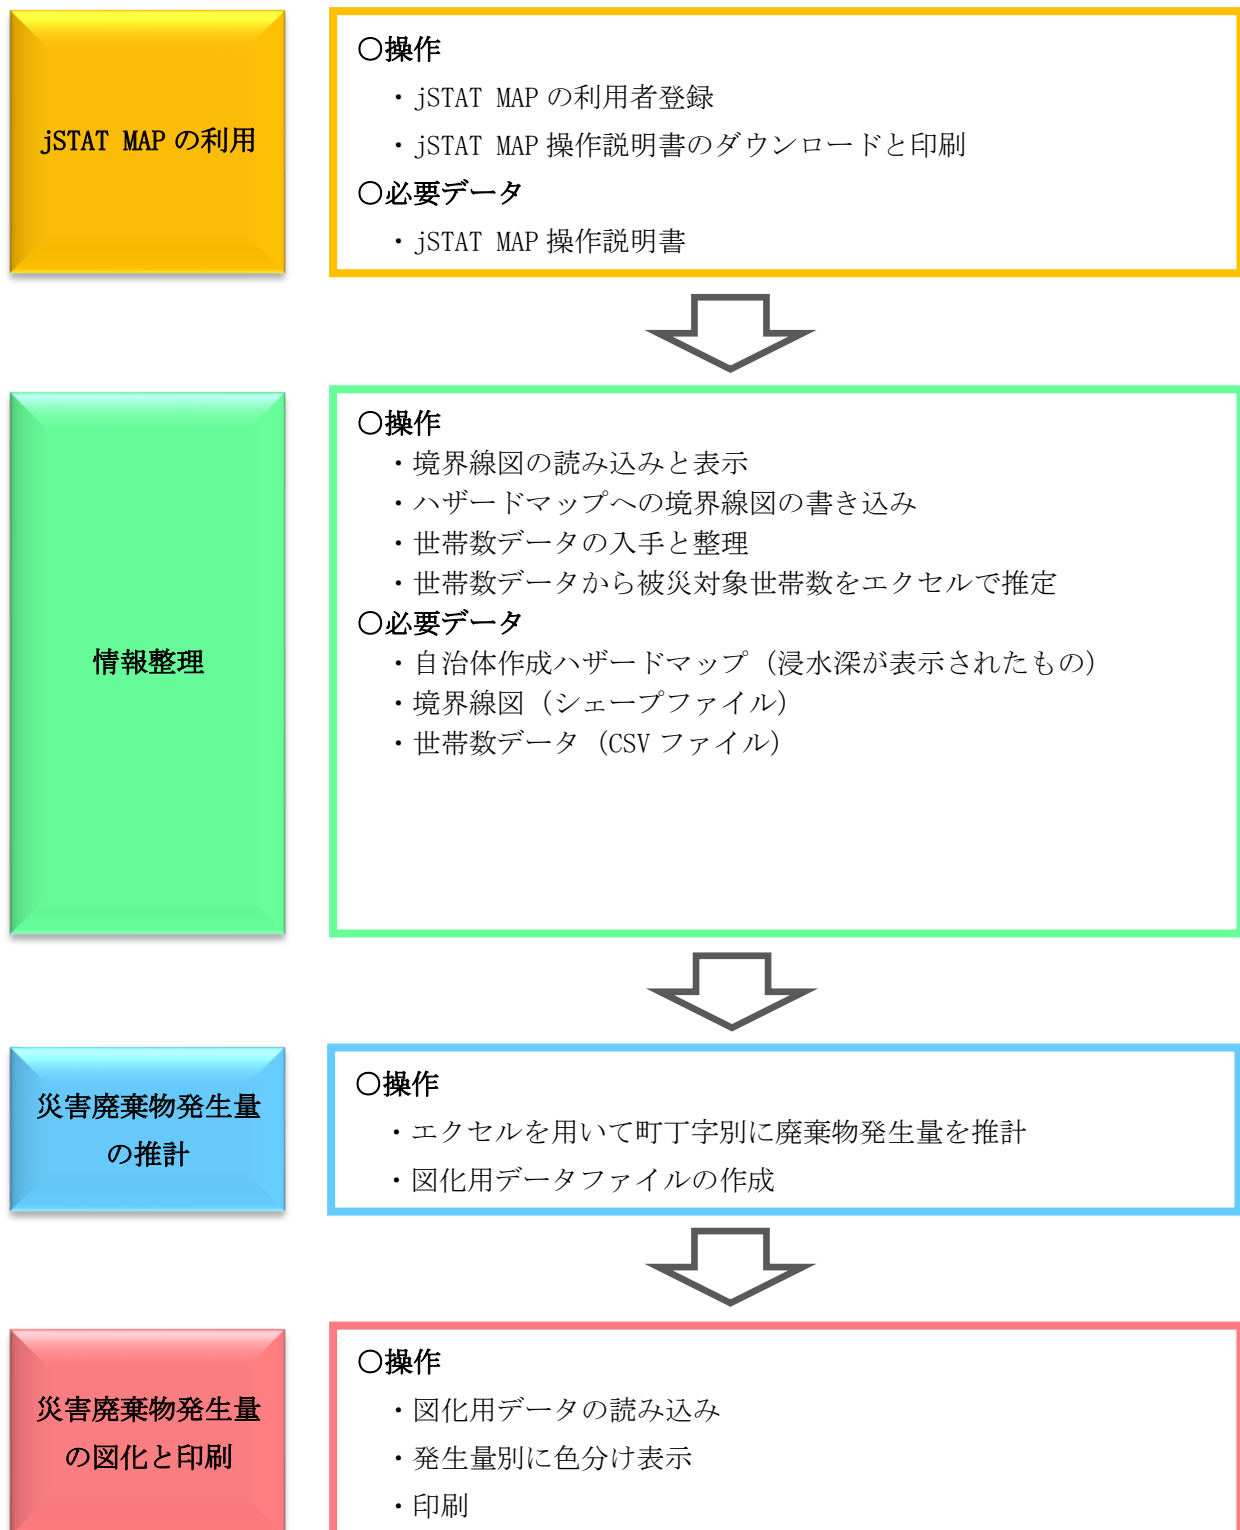 jSTAT MAP の利用
〇操作
・jSTAT MAP の利用者登録
・jSTAT MAP 操作説明書のダウンロードと印刷
〇必要データ
・jSTAT MAP 操作説明書
情報整理
〇操作
・境界線図の読み込みと表示
・ハザードマップへの境界線図の書き込み
・世帯数データの入手と整理
・世帯数データから被災対象世帯数をエクセルで推定
〇必要データ
・自治体作成ハザードマップ（浸水深が表示されたもの）
・境界線図（シェープファイル）
・世帯数データ（CSV ファイル）
災害廃棄物発生量
の推計
〇操作
・エクセルを用いて町丁字別に廃棄物発生量を推計
・図化用データファイルの作成
災害廃棄物発生量
の図化と印刷
〇操作
・図化用データの読み込み
・発生量別に色分け表示
・印刷